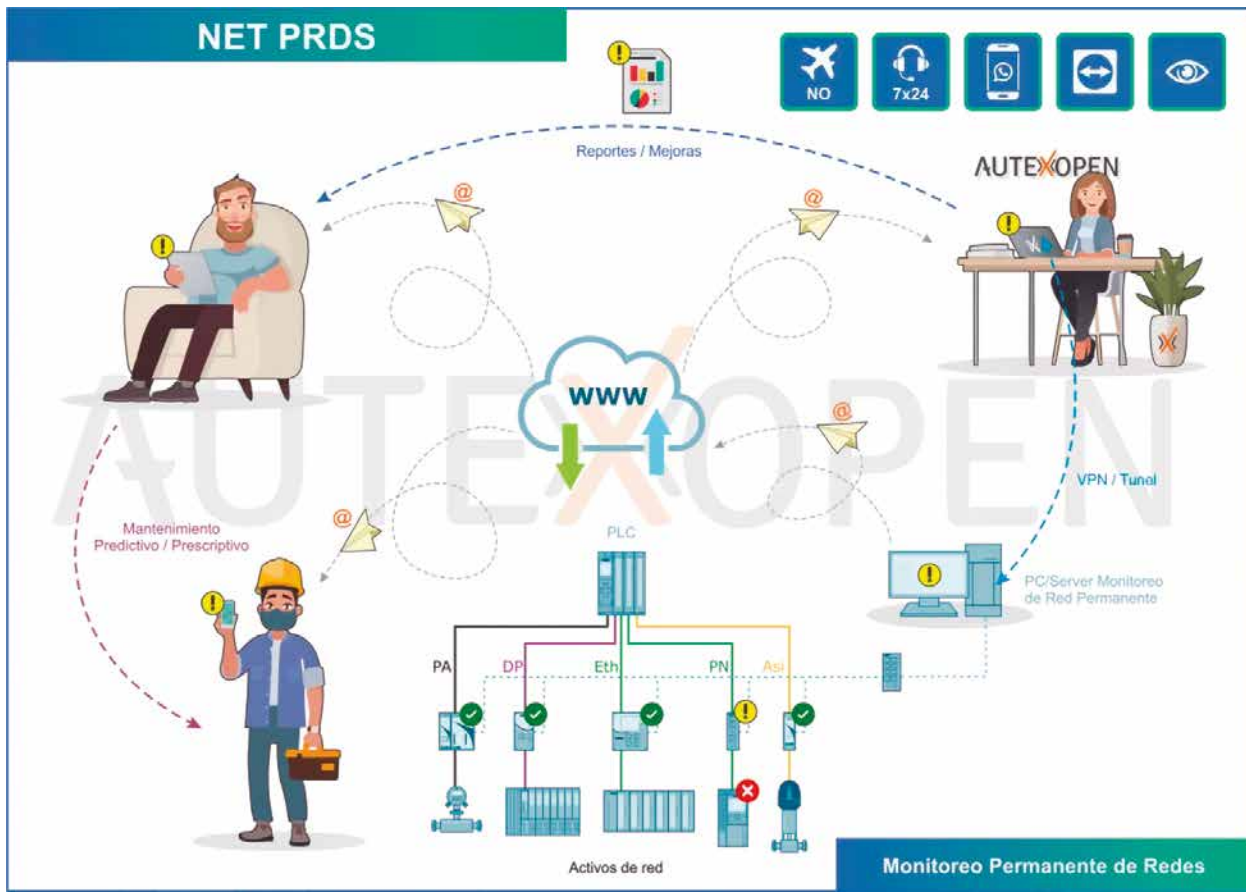 NET PRDS
NO
7x24
Reportes / Mejoras
AUTEXOPEN
@
@
www
@
VPN / Tunal
@
Mantenimiento
Predictivo / Prescriptivo
PLC
PC/Server Monitoreo
de Red Permanente
PA
DP
Eth
PN
Asi
AUTEXOPEN
Activos de red
Monitoreo Permanente de Redes